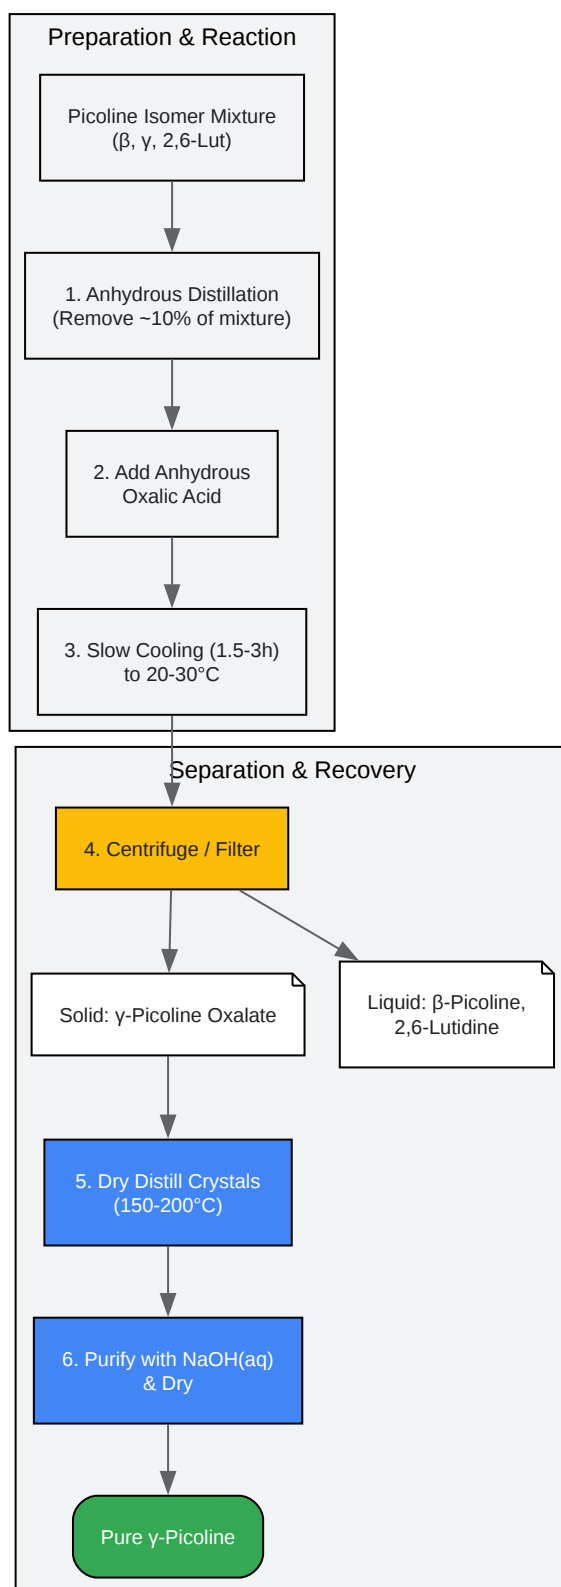 Preparation & Reaction
Picoline Isomer Mixture
(β, γ, 2,6-Lut)
1. Anhydrous Distillation
(Remove ~10% of mixture)
2. Add Anhydrous
Oxalic Acid
3. Slow Cooling (1.5-3h)
to 20-30°C
Separation & Recovery
4. Centrifuge / Filter
Solid: γ-Picoline Oxalate
Liquid: β-Picoline,
2,6-Lutidine
5. Dry Distill Crystals
(150-200°C)
6. Purify with NaOH(aq)
& Dry
Pure γ-Picoline